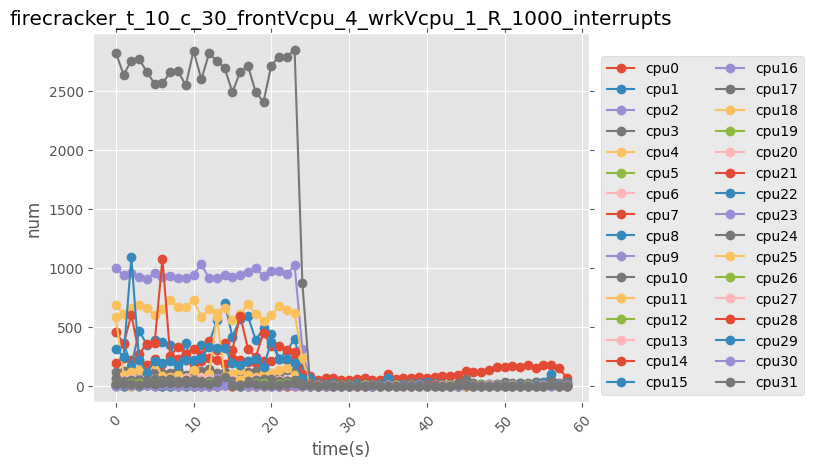 firecracker_t_10_c_30_frontVcpu_4_wrkVcpu_1_R_1000_interrupts
num
2500
2000
1500
1000
500
0
0
10
20
30
40
50
60
time(s)
cpu0
cpu1
cpu2
cpu3
cpu4
cpu5
cpu6
cpu7
cpu8
cpu9
cpu10
cpu11
cpu12
cpu13
cpu14
cpu15
cpu16
cpu17
cpu18
cpu19
cpu20
cpu21
cpu22
cpu23
cpu24
cpu25
cpu26
cpu27
cpu28
cpu29
cpu30
cpu31